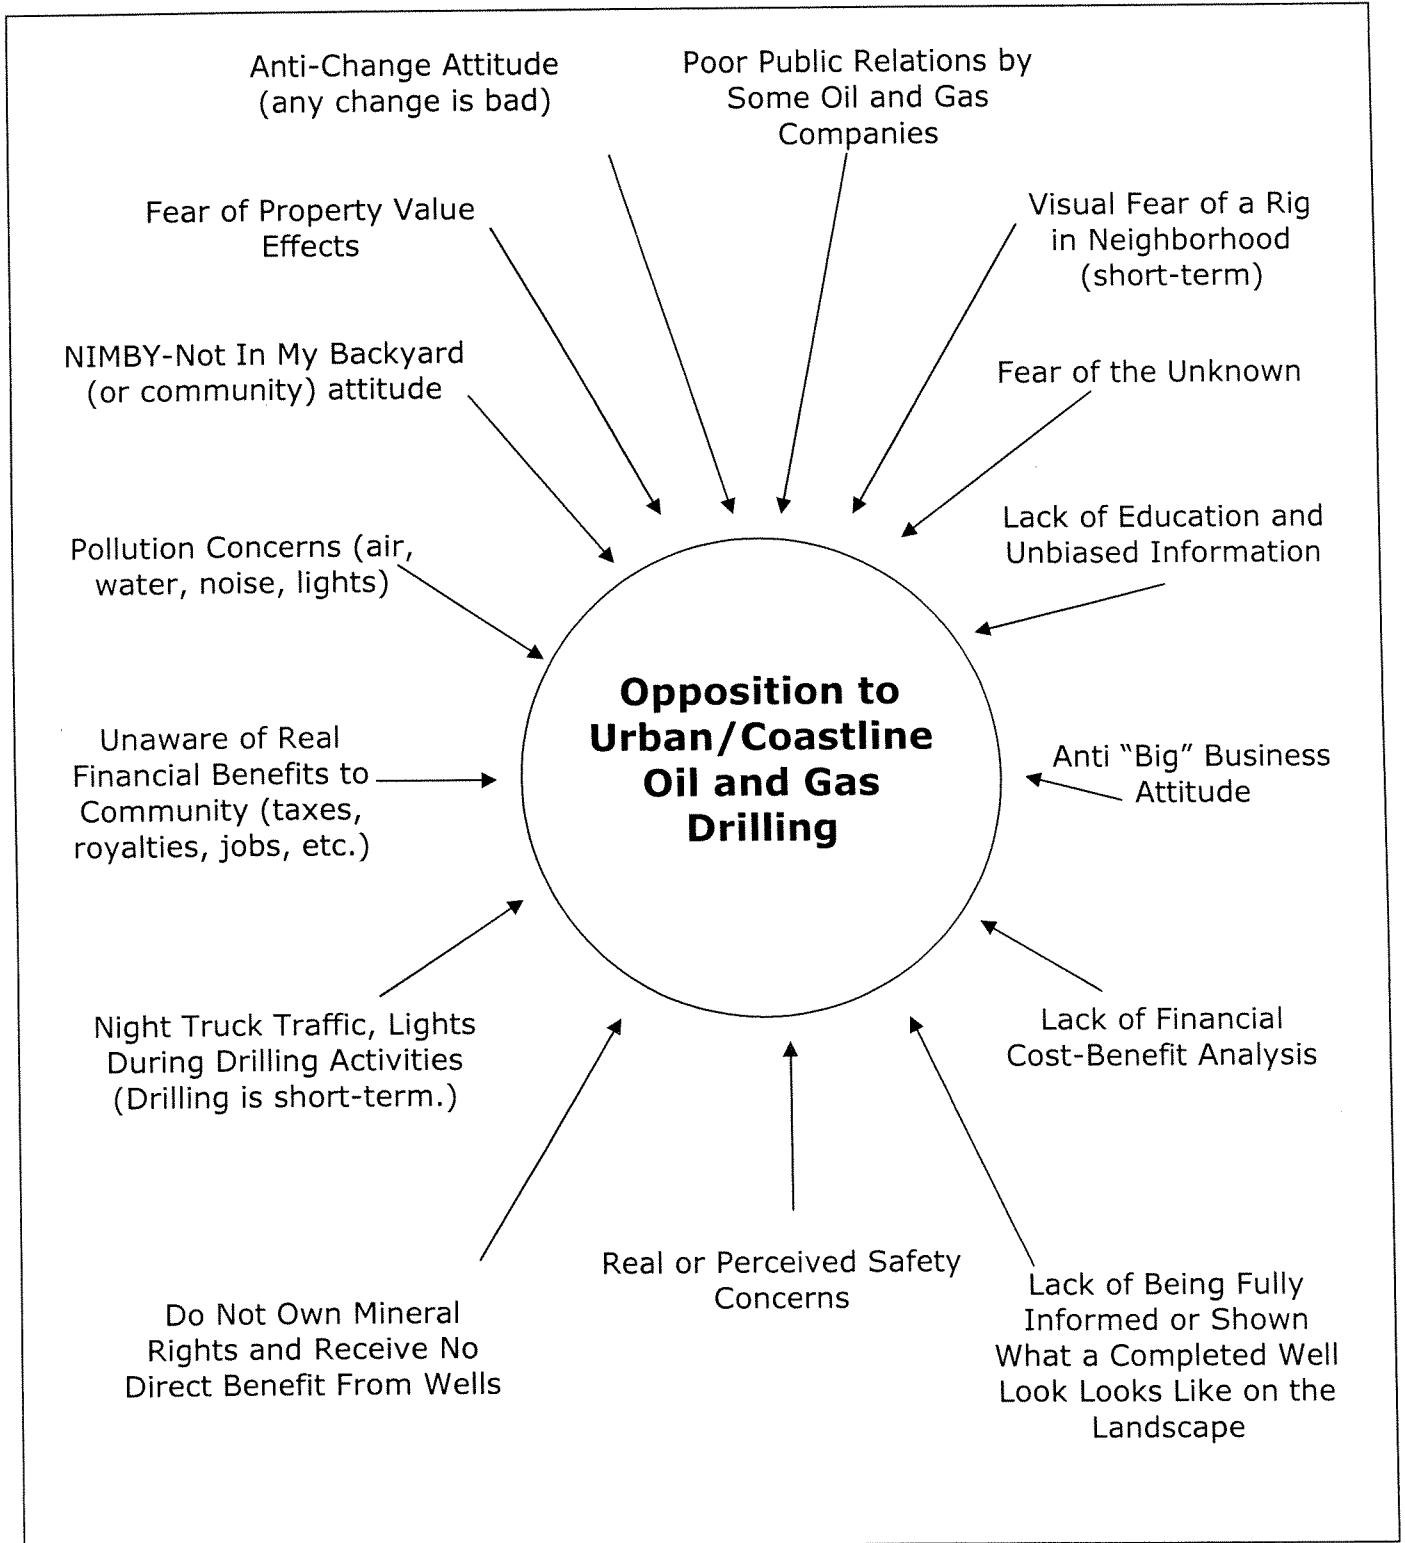 Anti-Change Attitude
(any change is bad)
Poor Public Relations by
Some Oil and Gas
Companies
Fear of Property Value
Effects
Visual Fear of a Rig
in Neighborhood
(short-term)
NIMBY-Not In My Backyard
(or community) attitude
Fear of the Unknown
Pollution Concerns (air,
water, noise, lights)
Lack of Education and
Unbiased Information
Opposition to
Urban/Coastline
Oil and Gas
Drilling
Unaware of Real
Financial Benefits to
Community (taxes,
royalties, jobs, etc.)
Anti “Big” Business
Attitude
Night Truck Traffic, Lights
During Drilling Activities
(Drilling is short-term.)
Lack of Financial
Cost-Benefit Analysis
Do Not Own Mineral
Rights and Receive No
Direct Benefit From Wells
Real or Perceived Safety
Concerns
Lack of Being Fully
Informed or Shown
What a Completed Well
Look Looks Like on the
Landscape